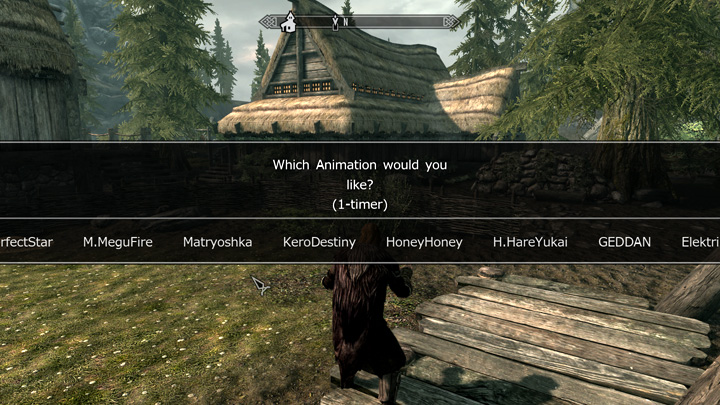 N
Which Animation would you
like?
(1-timer)
rfectStar M.MeguFire Matryoshka KeroDestiny HoneyHoney H.HareYukai GEDDAN Elektri